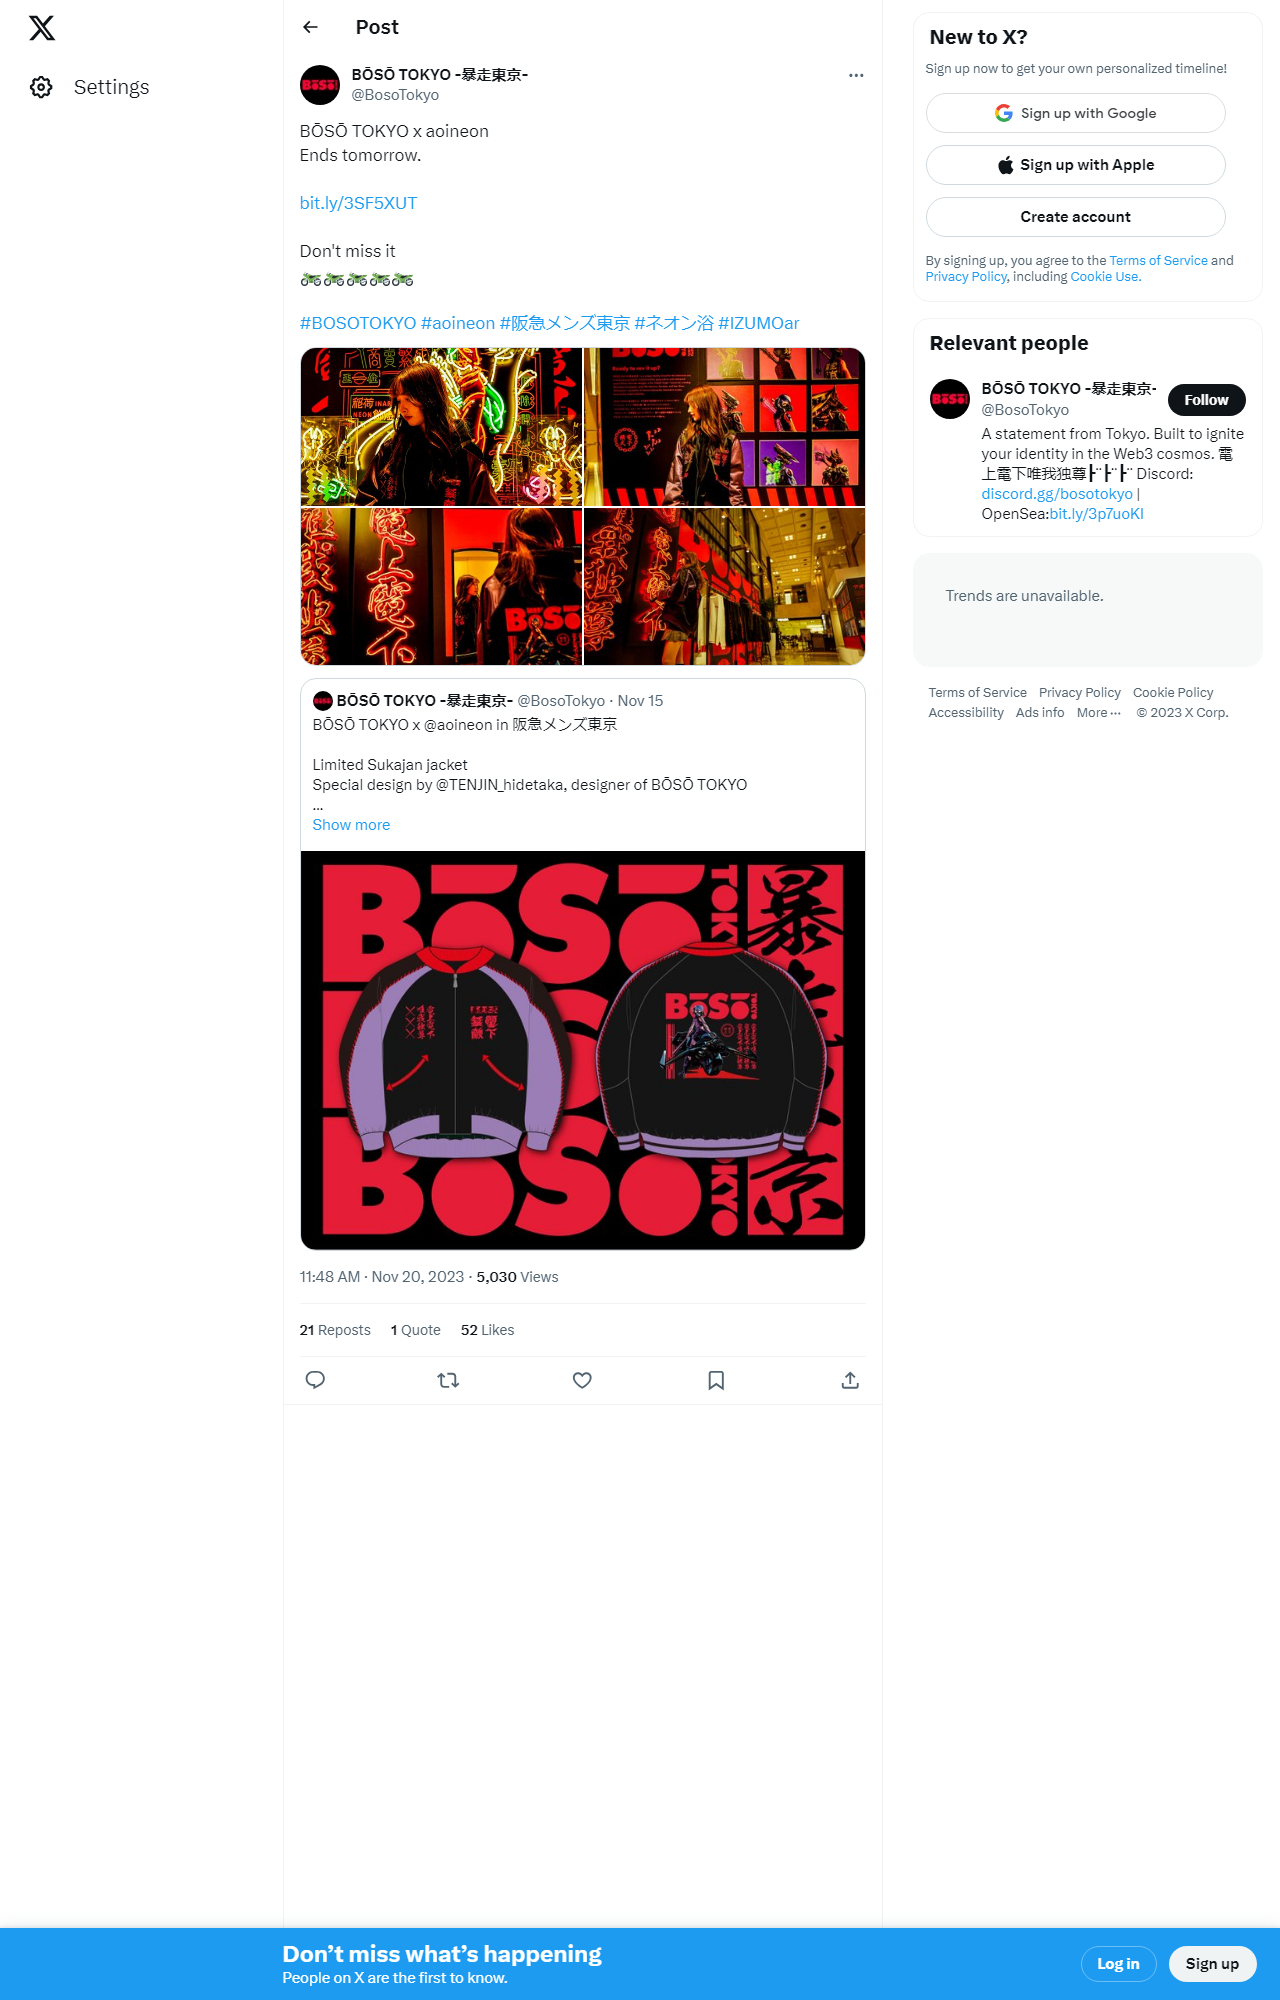 Post
Settings
BŌSŌ TOKYO -暴走東京-
@BosoTokyo
BŌSŌ TOKYO x aoineon
Ends tomorrow.
bit.ly/3SF5XUT
Don't miss it
#BOSOTOKYO #aoineon #阪急メンズ東京 #ネオン浴 #IZUMOar
BŌSŌ TOKYO -暴走東京- @BosoTokyo · Nov 15
BŌSŌ TOKYO x @aoineon in 阪急メンズ東京
Limited Sukajan jacket
Special design by @TENJIN_hidetaka, designer of BŌSŌ TOKYO
...
Show more
BŌSŌ
TOKYO
暴走東京
11:48 AM · Nov 20, 2023 · 5,030 Views
21 Reposts 1 Quote 52 Likes
New to X?
Sign up now to get your own personalized timeline!
Sign up with Google
Sign up with Apple
Create account
By signing up, you agree to the Terms of Service and
Privacy Policy, including Cookie Use.
Relevant people
BŌSŌ TOKYO -暴走東京-
@BosoTokyo
Follow
A statement from Tokyo. Built to ignite
your identity in the Web3 cosmos. 電
上電下唯我独尊┣¨┣¨┣¨ Discord:
discord.gg/bosotokyo |
OpenSea:bit.ly/3p7uoKI
Trends are unavailable.
Terms of Service Privacy Policy Cookie Policy
Accessibility Ads info More ··· © 2023 X Corp.
Don’t miss what’s happening
People on X are the first to know.
Log in
Sign up